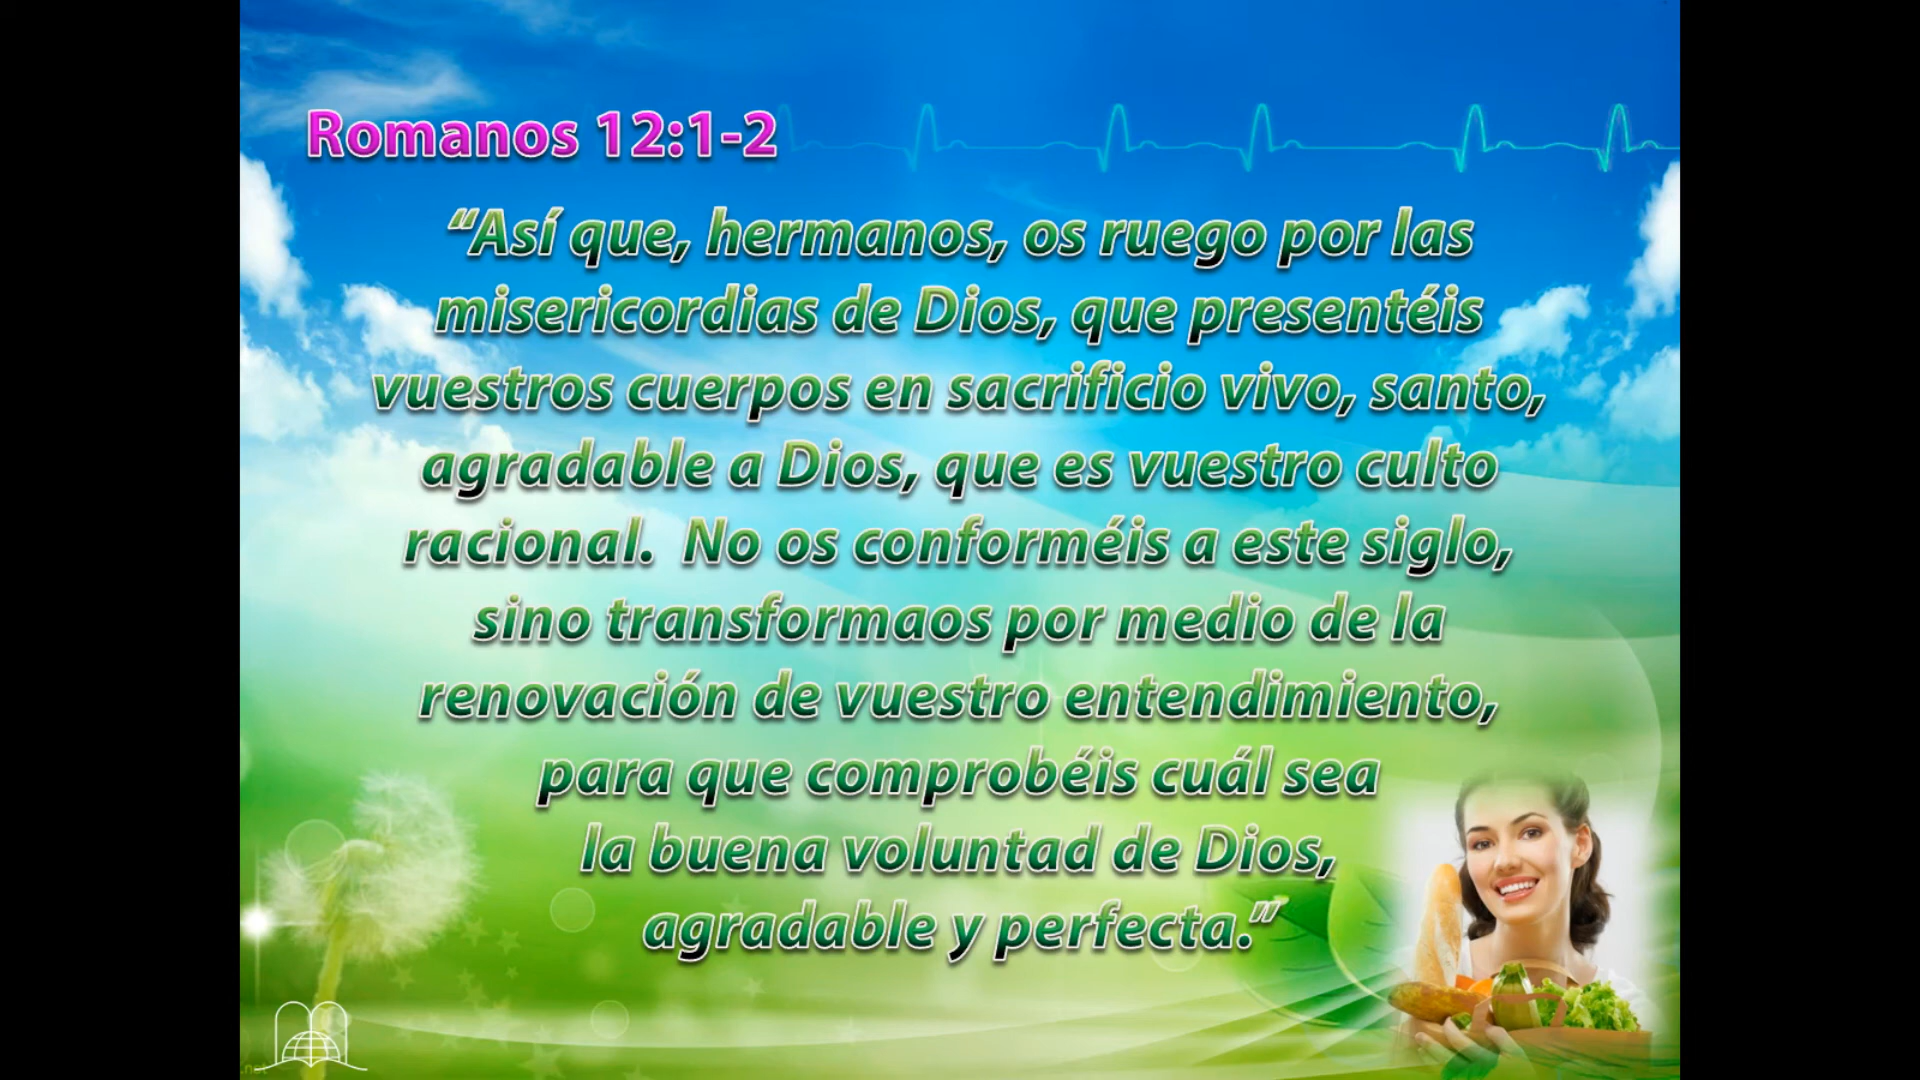 Romanos 12:1-2
“Así que, hermanos, os ruego por las
misericordias de Dios, que presentéis
vuestros cuerpos en sacrificio vivo, santo,
agradable a Dios, que es vuestro culto
racional. No os conforméis a este siglo,
sino transformaos por medio de la
renovación de vuestro entendimiento,
para que comprobéis cuál sea
la buena voluntad de Dios,
agradable y perfecta.”
.net